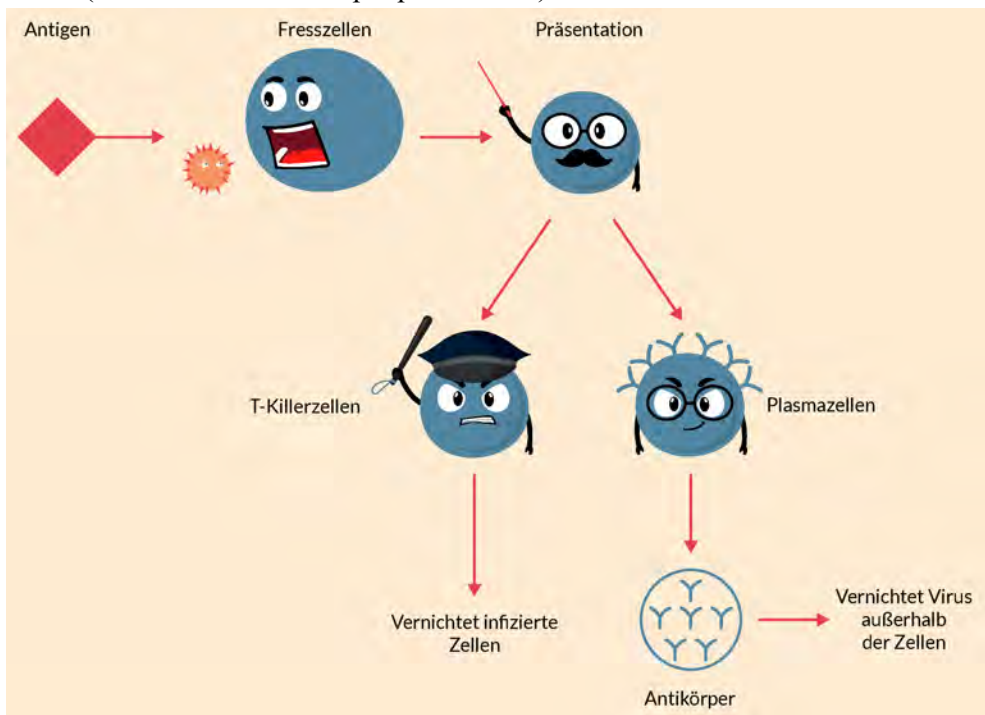 Antigen
Fresszellen
Präsentation
T-Killerzellen
Plasmazellen
Vernichtet infizierte
Zellen
Vernichtet Virus
außerhalb
der Zellen
Antikörper